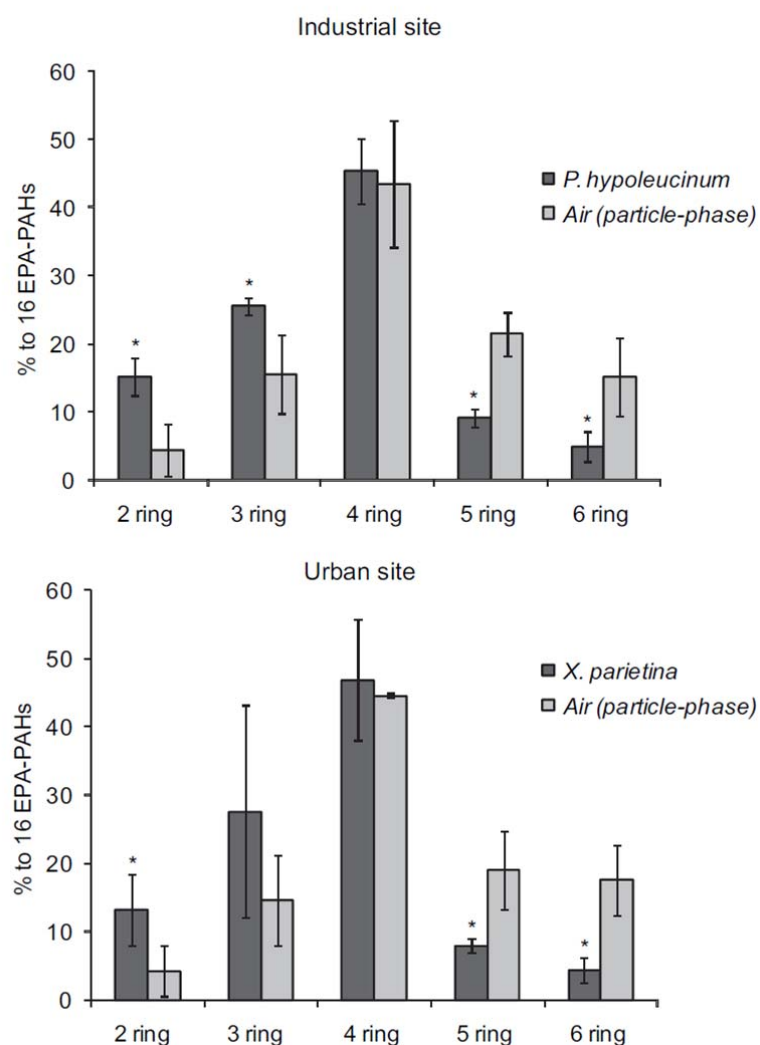 Industrial site
% to 16 EPA-PAHs
60
50
40
30
20
10
0
*
*
*
*
P. hypoleucinum
Air (particle-phase)
2 ring
3 ring
4 ring
5 ring
6 ring
Urban site
% to 16 EPA-PAHs
60
50
40
30
20
10
0
*
*
*
X. parietina
Air (particle-phase)
2 ring
3 ring
4 ring
5 ring
6 ring